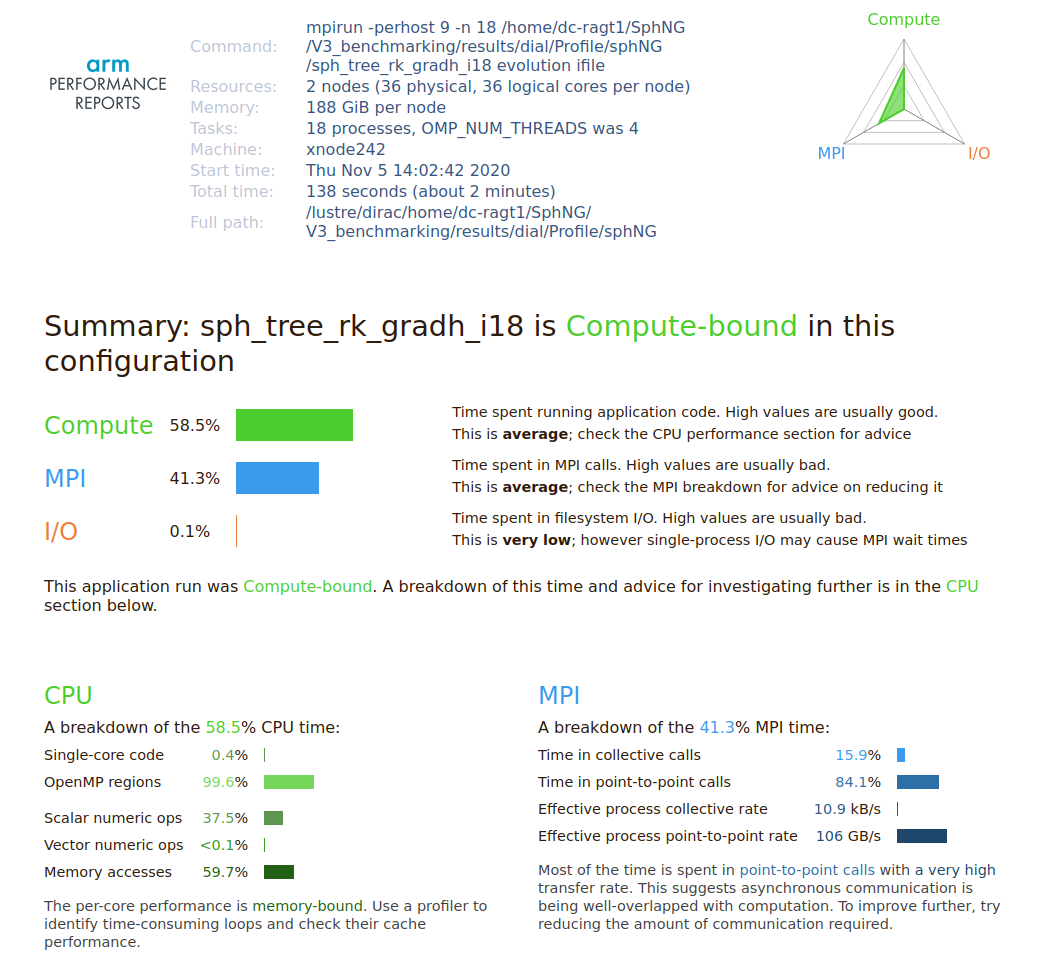 arm
PERFORMANCE
REPORTS
Command:
mpirun -perhost 9 -n 18 /home/dc-ragt1/SphNG
/V3_benchmarking/results/dial/Profile/sphNG
/sph_tree_rk_gradh_i18 evolution ifile
Resources: 2 nodes (36 physical, 36 logical cores per node)
Memory: 188 GiB per node
Tasks: 18 processes, OMP_NUM_THREADS was 4
Machine: xnode242
Start time: Thu Nov 5 14:02:42 2020
Total time: 138 seconds (about 2 minutes)
Full path: /lustre/dirac/home/dc-ragt1/SphNG/
V3_benchmarking/results/dial/Profile/sphNG
Compute
MPI I/O
Summary: sph_tree_rk_gradh_i18 is Compute-bound in this
configuration
Compute 58.5% Time spent running application code. High values are usually good.
This is average; check the CPU performance section for advice
MPI 41.3% Time spent in MPI calls. High values are usually bad.
This is average; check the MPI breakdown for advice on reducing it
I/O 0.1% Time spent in filesystem I/O. High values are usually bad.
This is very low; however single-process I/O may cause MPI wait times
This application run was Compute-bound. A breakdown of this time and advice for investigating further is in the CPU
section below.
CPU
A breakdown of the 58.5% CPU time:
Single-core code 0.4%
OpenMP regions 99.6%
Scalar numeric ops 37.5%
Vector numeric ops <0.1%
Memory accesses 59.7%
The per-core performance is memory-bound. Use a profiler to
identify time-consuming loops and check their cache
performance.
MPI
A breakdown of the 41.3% MPI time:
Time in collective calls 15.9%
Time in point-to-point calls 84.1%
Effective process collective rate 10.9 kB/s
Effective process point-to-point rate 106 GB/s
Most of the time is spent in point-to-point calls with a very high
transfer rate. This suggests asynchronous communication is
being well-overlapped with computation. To improve further, try
reducing the amount of communication required.